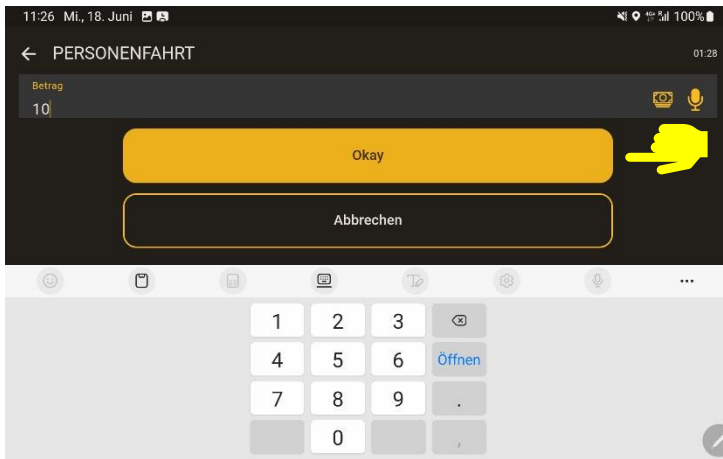 11:26 Mi., 18. Juni 100%
PERSONENFAHRT 01:28
Betrag
10
Okay
Abbrechen
1 2 3
4 5 6 Öffnen
7 8 9 .
0 ,